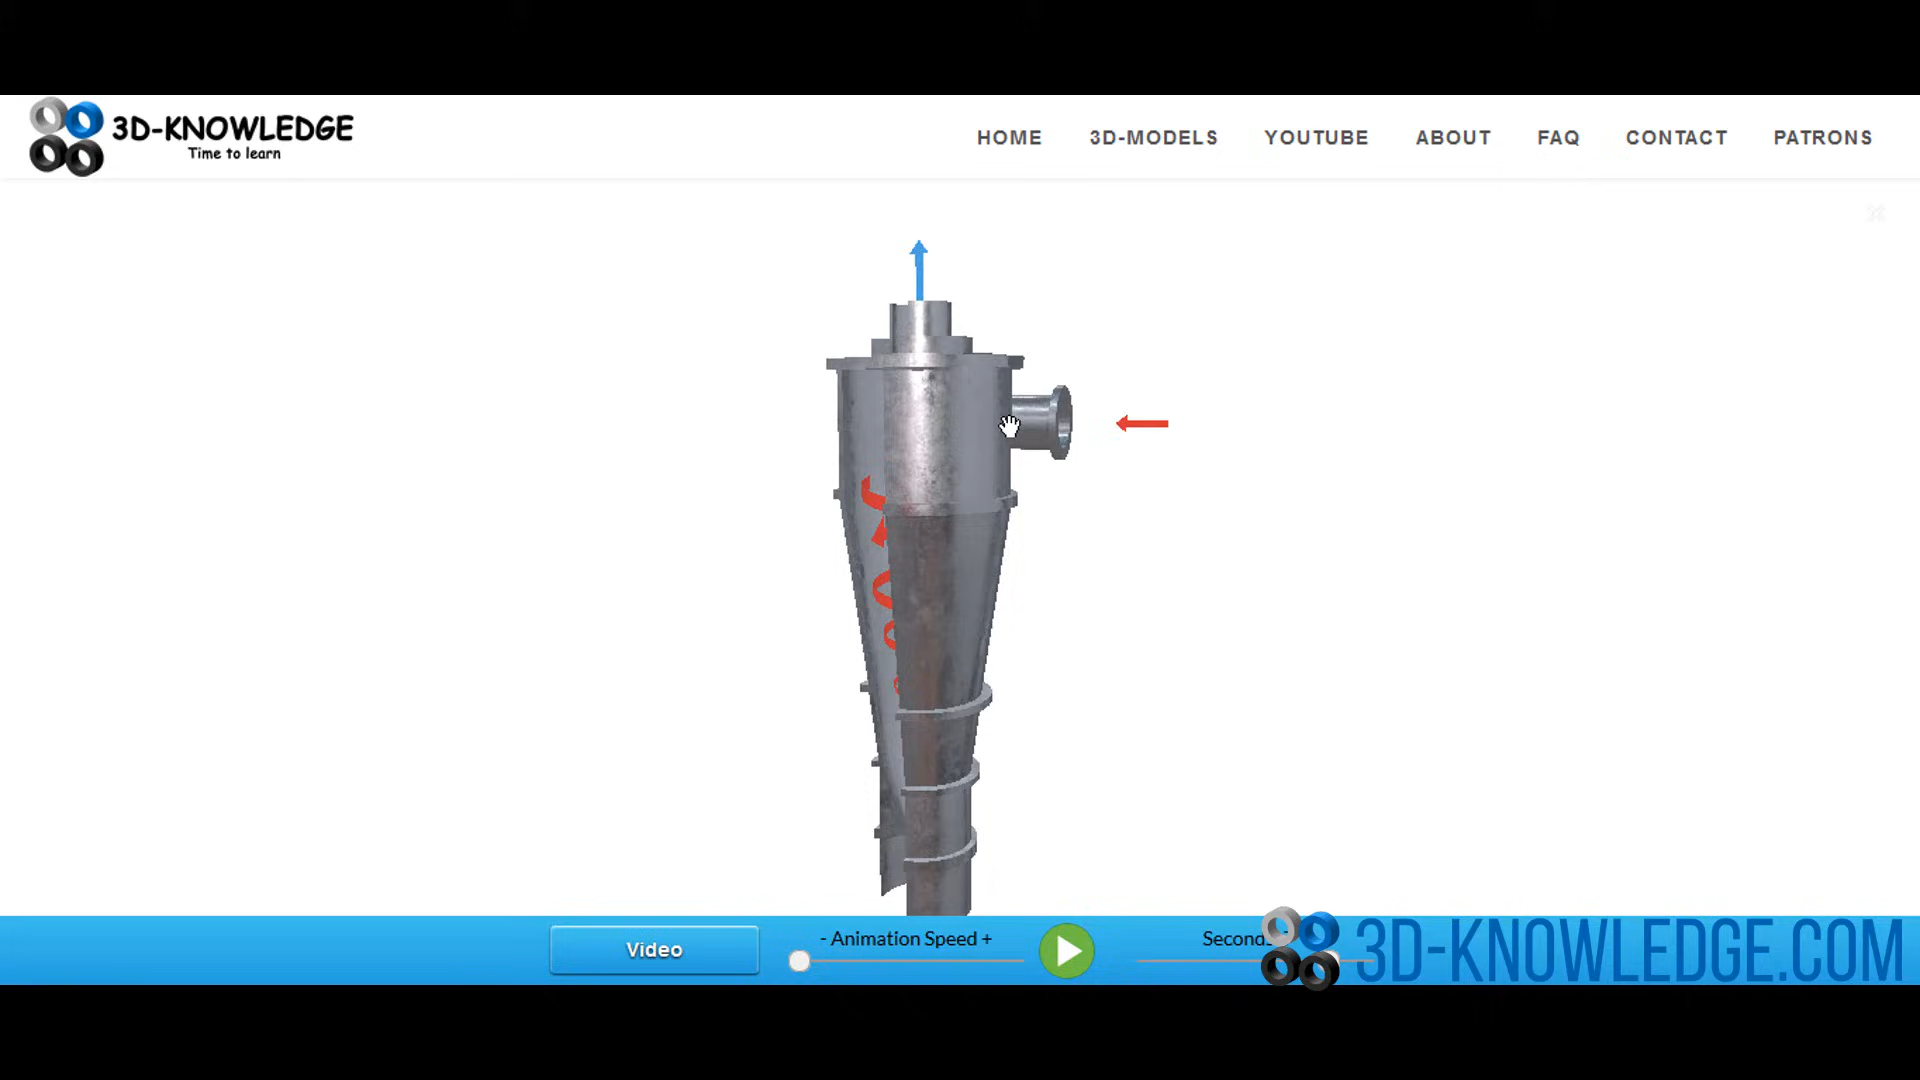 3D-KNOWLEDGE
Time to learn
HOME 3D-MODELS YOUTUBE ABOUT FAQ CONTACT PATRONS
Video
- Animation Speed +
3D-KNOWLEDGE.COM